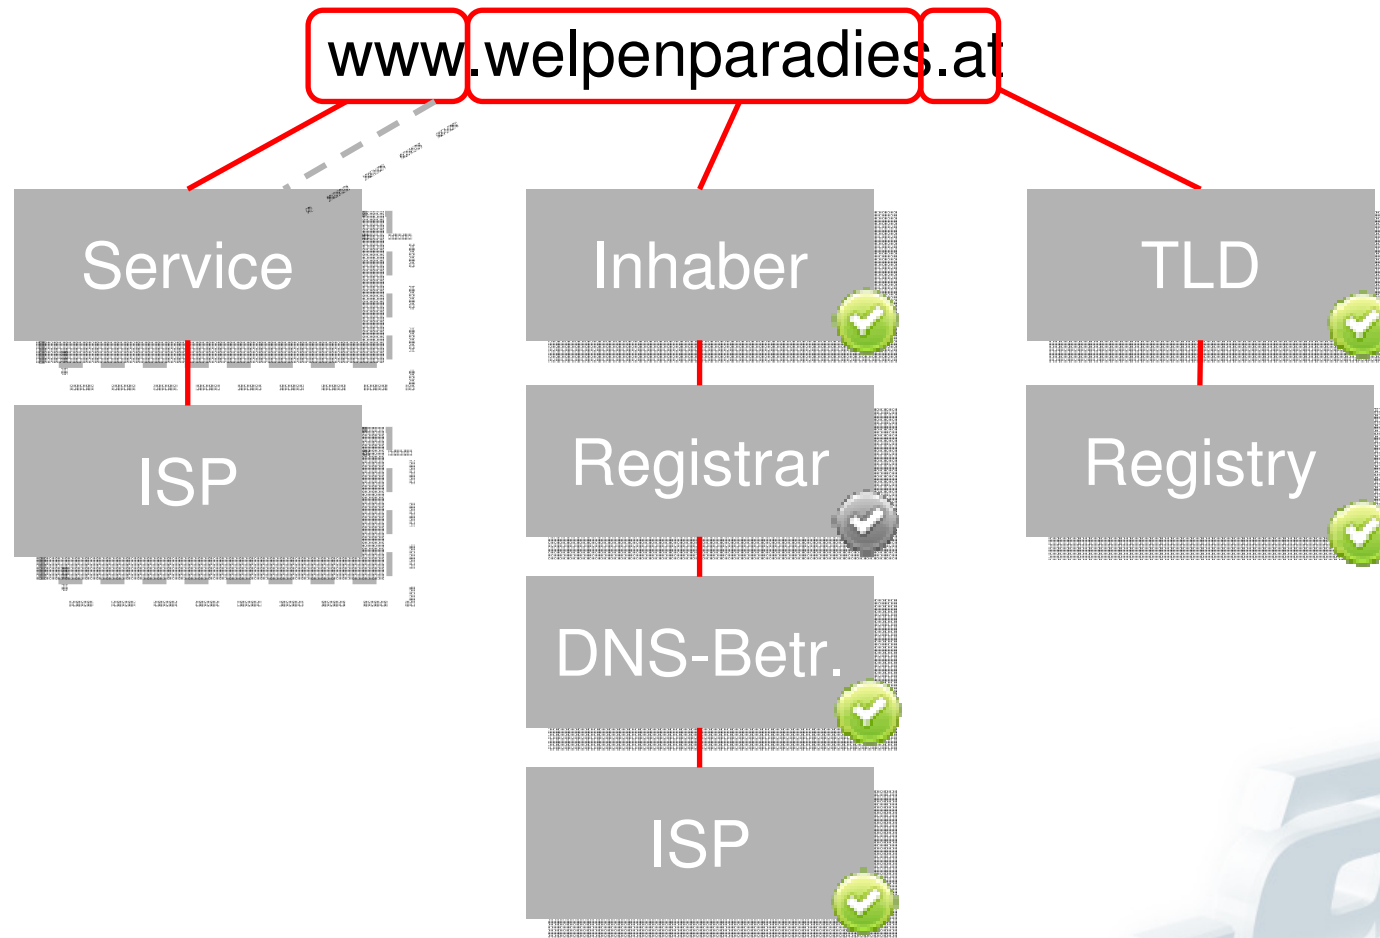 www.welpenparadies.at
Service
Inhaber
TLD
ISP
Registrar
Registry
DNS-Betr.
ISP